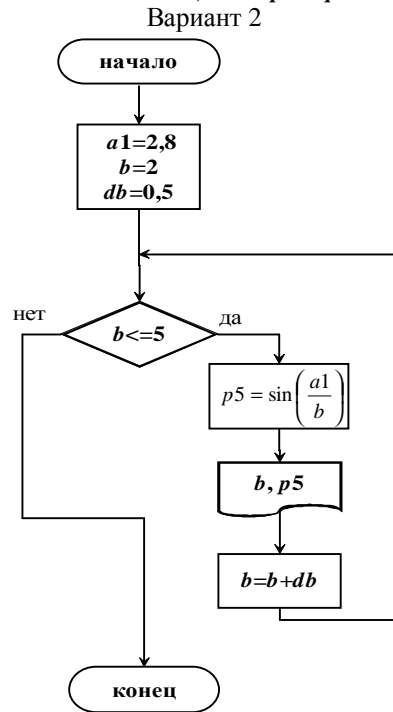 Вариант 2
начало
a1=2,8
b=2
db=0,5
нет
да
b<=5
p5 = sin(a1/b)
b, p5
b=b+db
конец